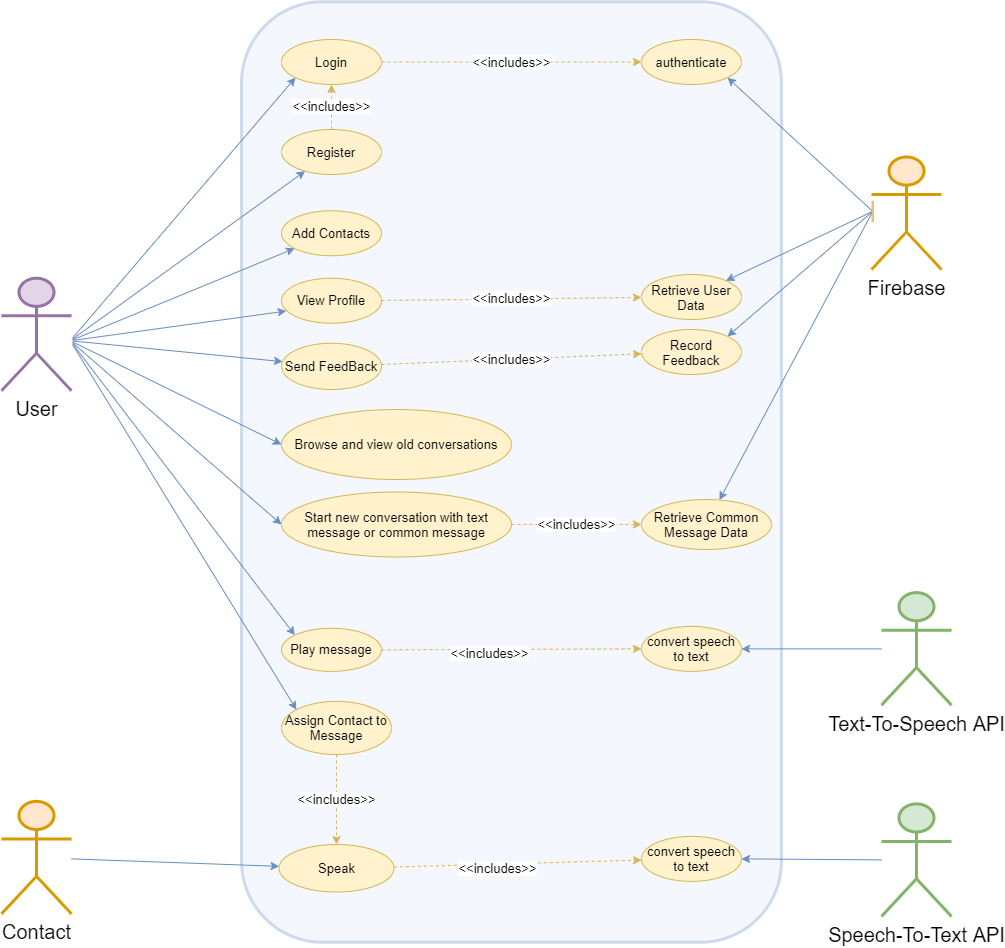 Login
<<includes>>
authenticate
<<includes>>
Register
Add Contacts
View Profile
<<includes>>
Retrieve User
Data
Firebase
Send FeedBack
<<includes>>
Record
Feedback
User
Browse and view old conversations
Start new conversation with text
message or common message
<<includes>>
Retrieve Common
Message Data
Play message
<<includes>>
convert speech
to text
Text-To-Speech API
Assign Contact to
Message
<<includes>>
Speak
<<includes>>
convert speech
to text
Contact
Speech-To-Text API